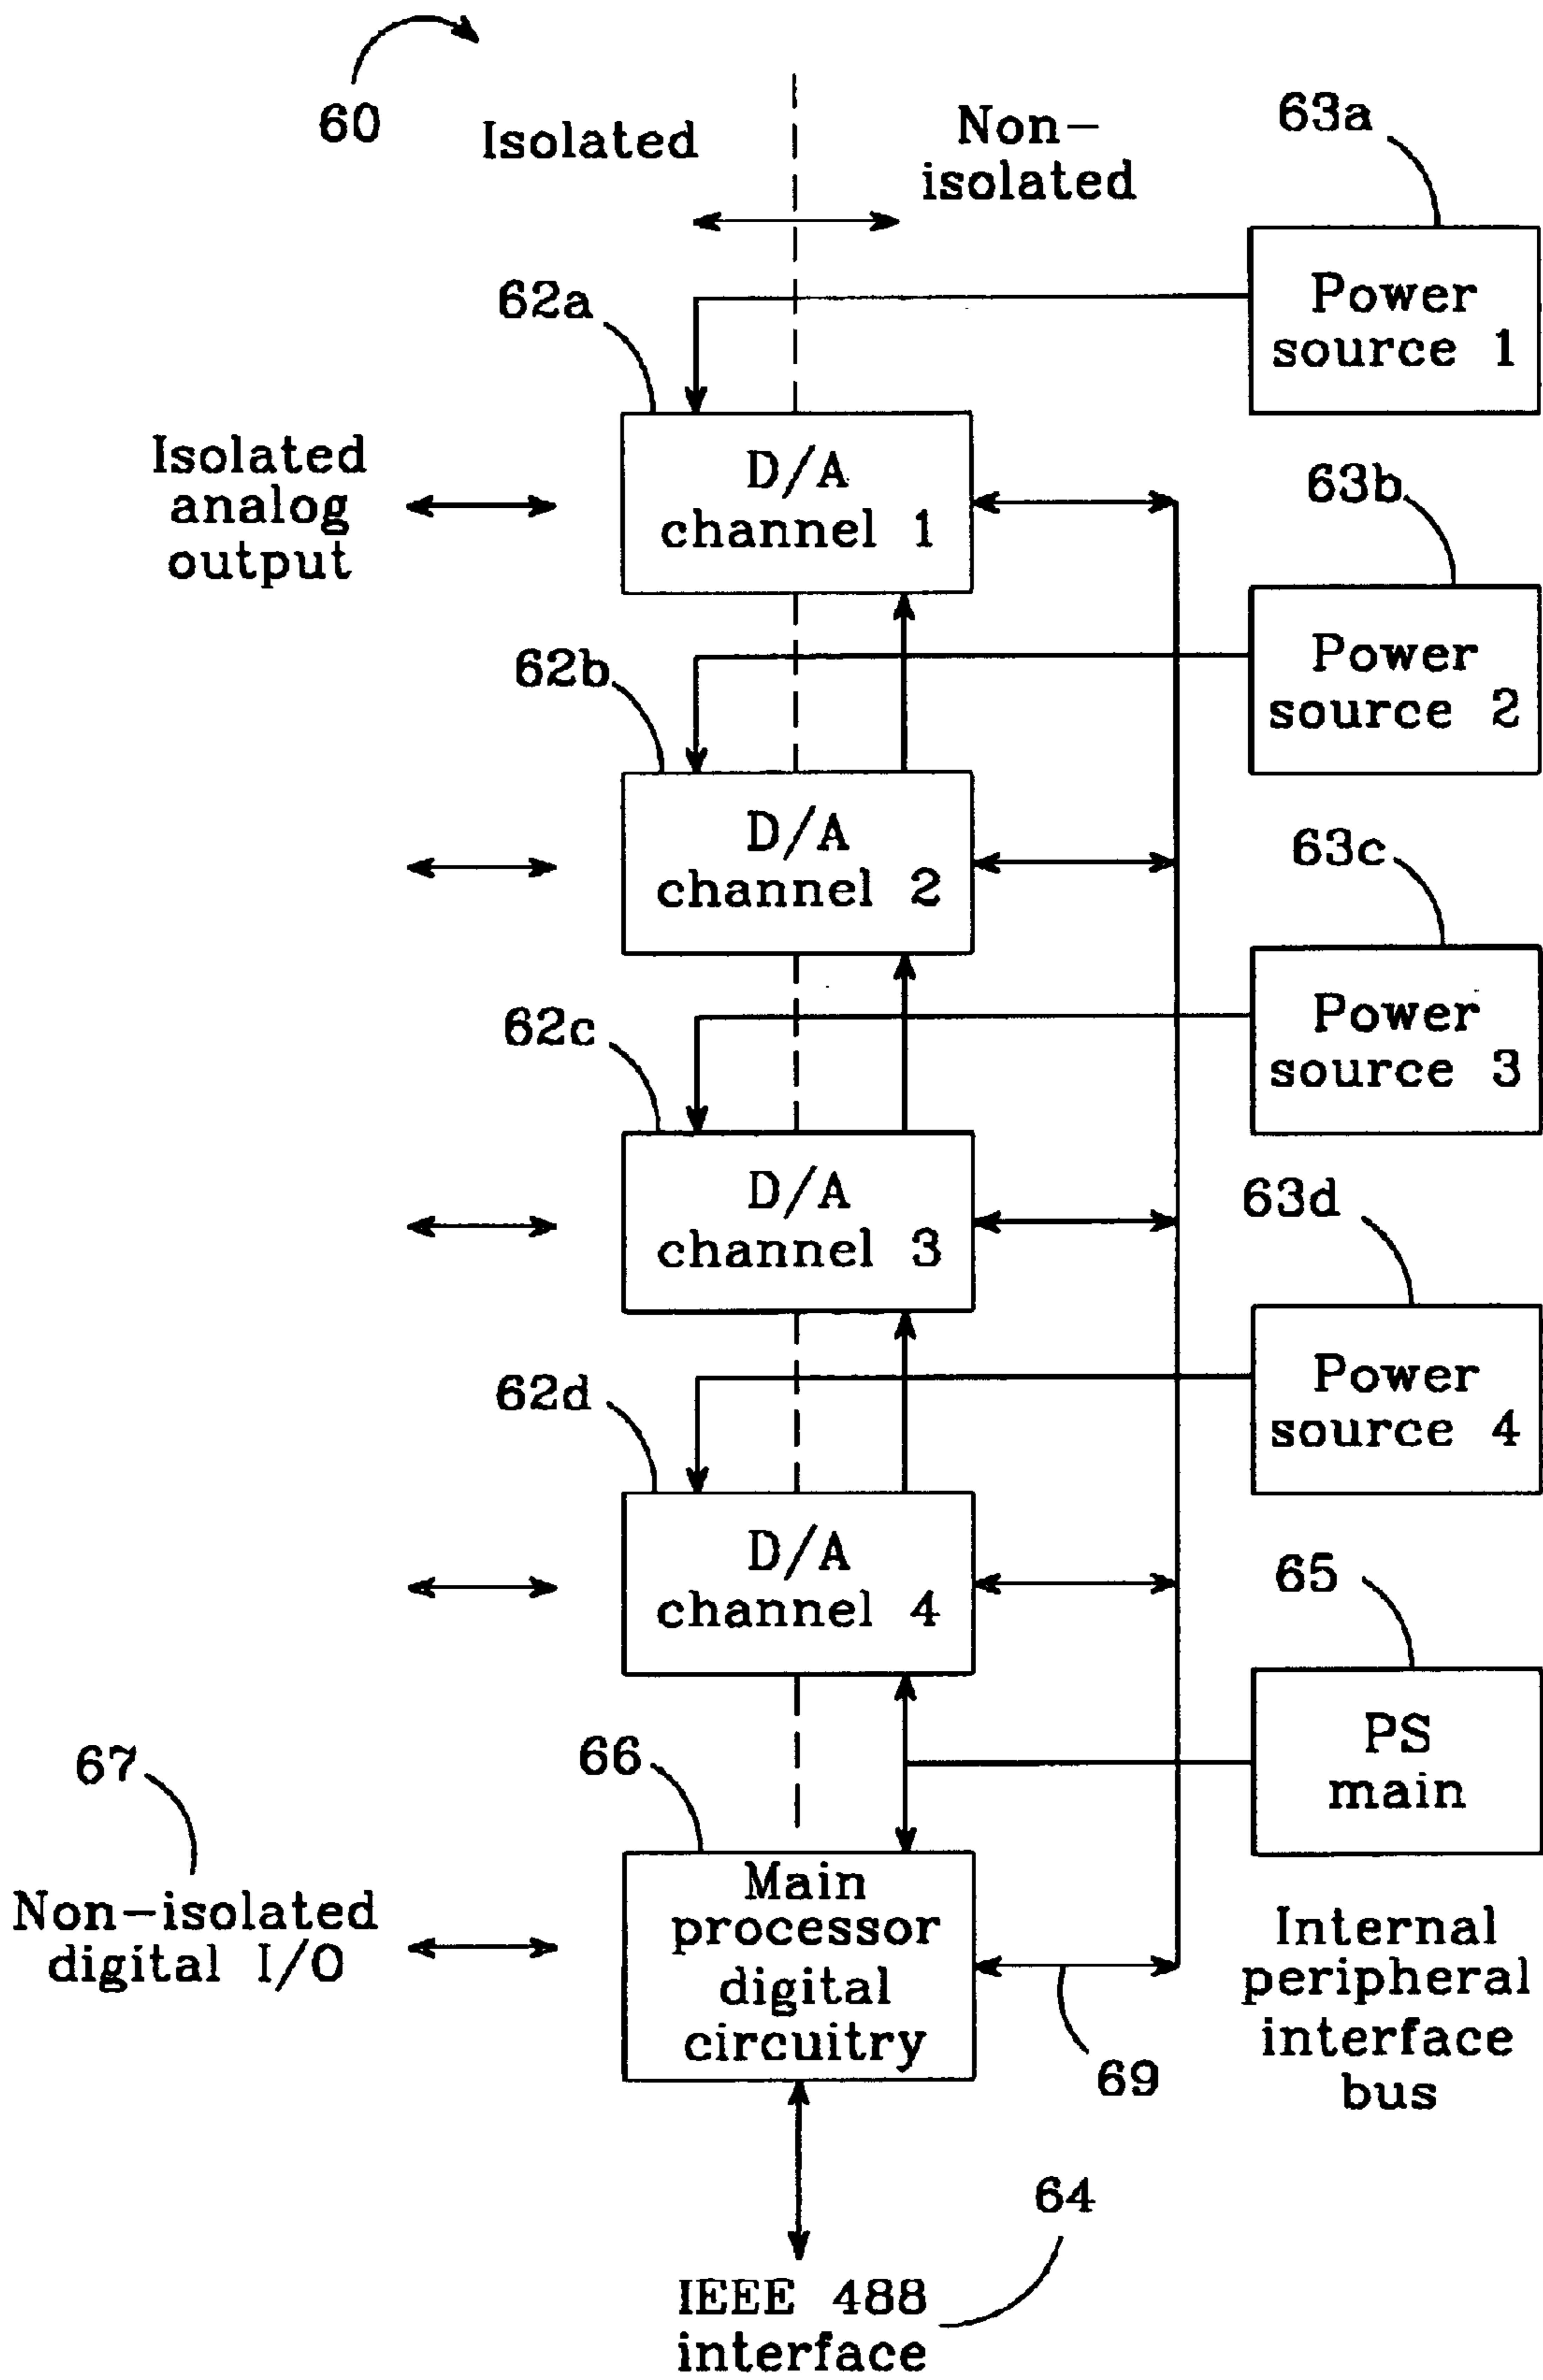 60
Isolated
Non-
isolated
63a
Power
source 1
62a
D/A
channel 1
Isolated
analog
output
63b
Power
source 2
62b
D/A
channel 2
63c
Power
source 3
62c
D/A
channel 3
63d
Power
source 4
62d
D/A
channel 4
65
PS
main
66
Main
processor
digital
circuitry
67
Non-isolated
digital I/O
Internal
peripheral
interface
bus
69
64
IEEE 488
interface